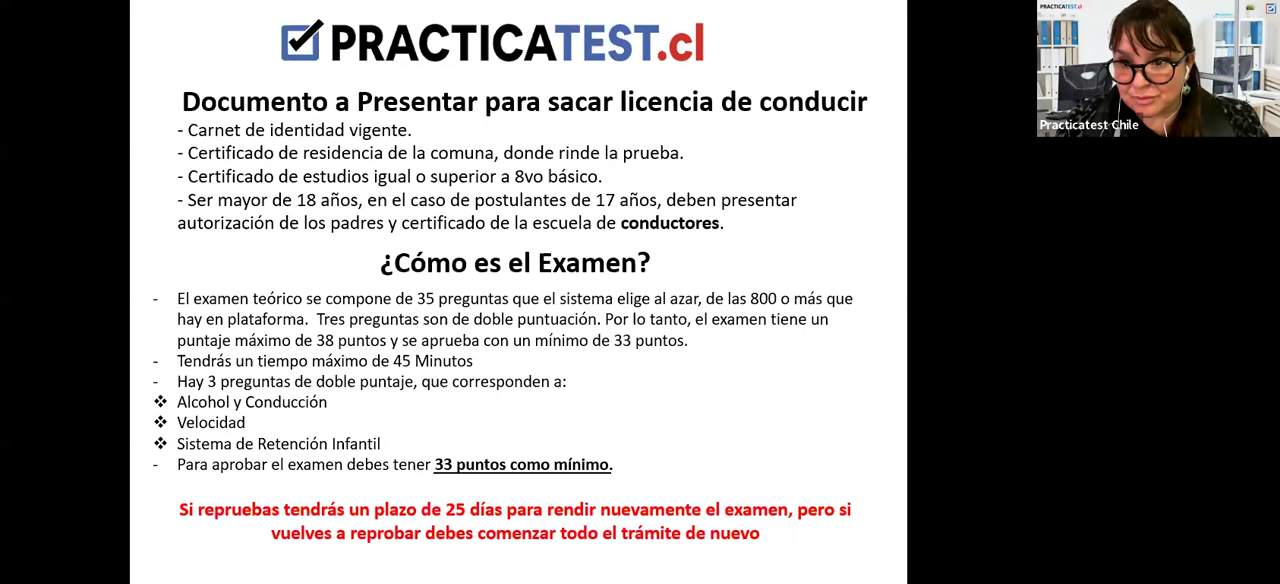 PRACTICATEST.cl
PRACTICATEST.cl
Documento a Presentar para sacar licencia de conducir
Practicatest Chile
- Carnet de identidad vigente.
- Certificado de residencia de la comuna, donde rinde la prueba.
- Certificado de estudios igual o superior a 8vo básico.
- Ser mayor de 18 años, en el caso de postulantes de 17 años, deben presentar
autorización de los padres y certificado de la escuela de conductores.
¿Cómo es el Examen?
- El examen teórico se compone de 35 preguntas que el sistema elige al azar, de las 800 o más que
hay en plataforma. Tres preguntas son de doble puntuación. Por lo tanto, el examen tiene un
puntaje máximo de 38 puntos y se aprueba con un mínimo de 33 puntos.
- Tendrás un tiempo máximo de 45 Minutos
- Hay 3 preguntas de doble puntaje, que corresponden a:
❖ Alcohol y Conducción
❖ Velocidad
❖ Sistema de Retención Infantil
- Para aprobar el examen debes tener 33 puntos como mínimo.
Si repruebas tendrás un plazo de 25 días para rendir nuevamente el examen, pero si
vuelves a reprobar debes comenzar todo el trámite de nuevo